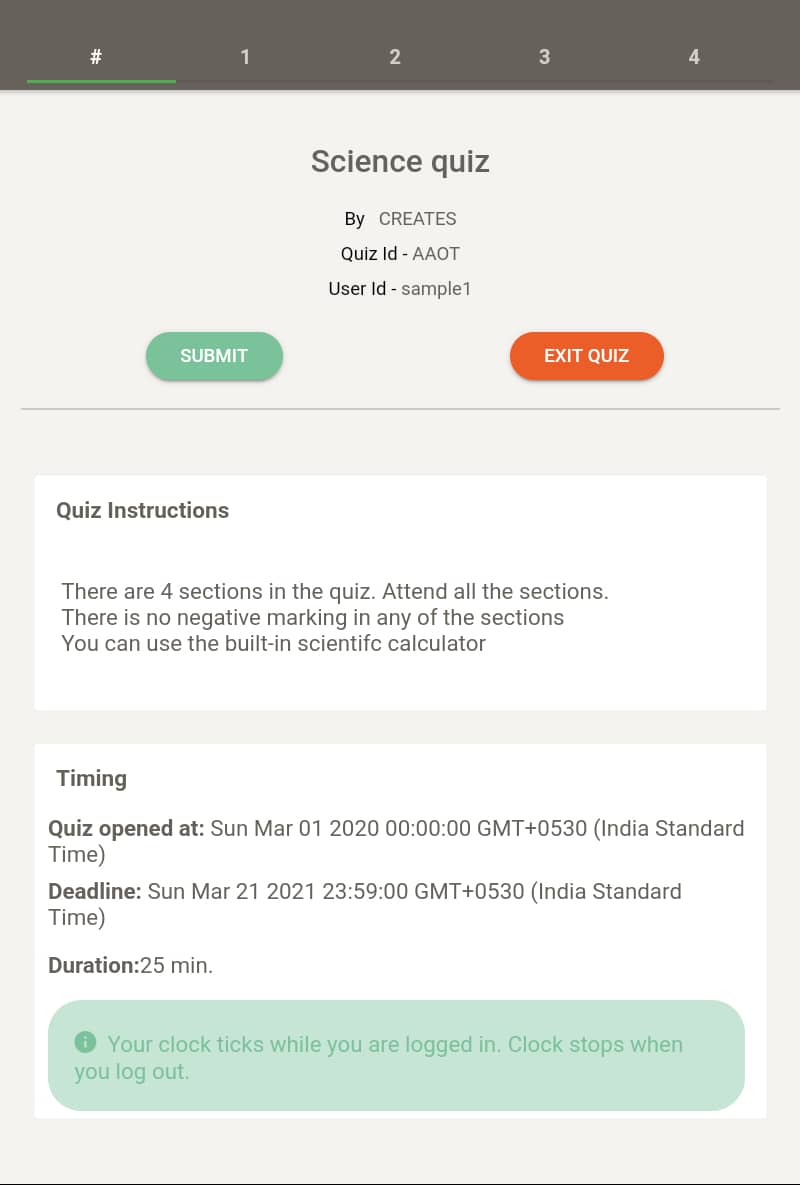 # 1 2 3 4
Science quiz
By CREATES
Quiz Id - AAOT
User Id - sample1
SUBMIT EXIT QUIZ
Quiz Instructions
There are 4 sections in the quiz. Attend all the sections.
There is no negative marking in any of the sections
You can use the built-in scientifc calculator
Timing
Quiz opened at: Sun Mar 01 2020 00:00:00 GMT+0530 (India Standard
Time)
Deadline: Sun Mar 21 2021 23:59:00 GMT+0530 (India Standard
Time)
Duration:25 min.
Your clock ticks while you are logged in. Clock stops when
you log out.